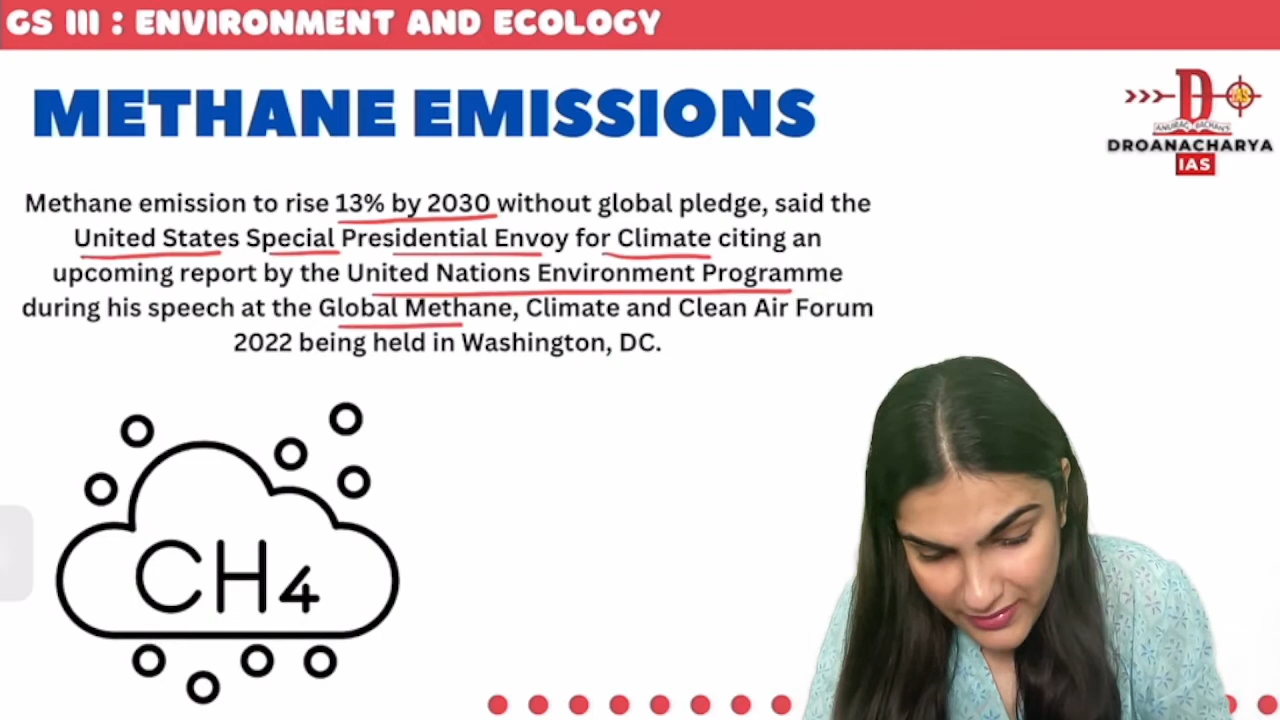 GS III : ENVIRONMENT AND ECOLOGY
METHANE EMISSIONS
Methane emission to rise 13% by 2030 without global pledge, said the
United States Special Presidential Envoy for Climate citing an
upcoming report by the United Nations Environment Programme
during his speech at the Global Methane, Climate and Clean Air Forum
2022 being held in Washington, DC.
D
IAS
ANURAG BACHAN'S
DROANACHARYA
IAS
CH4